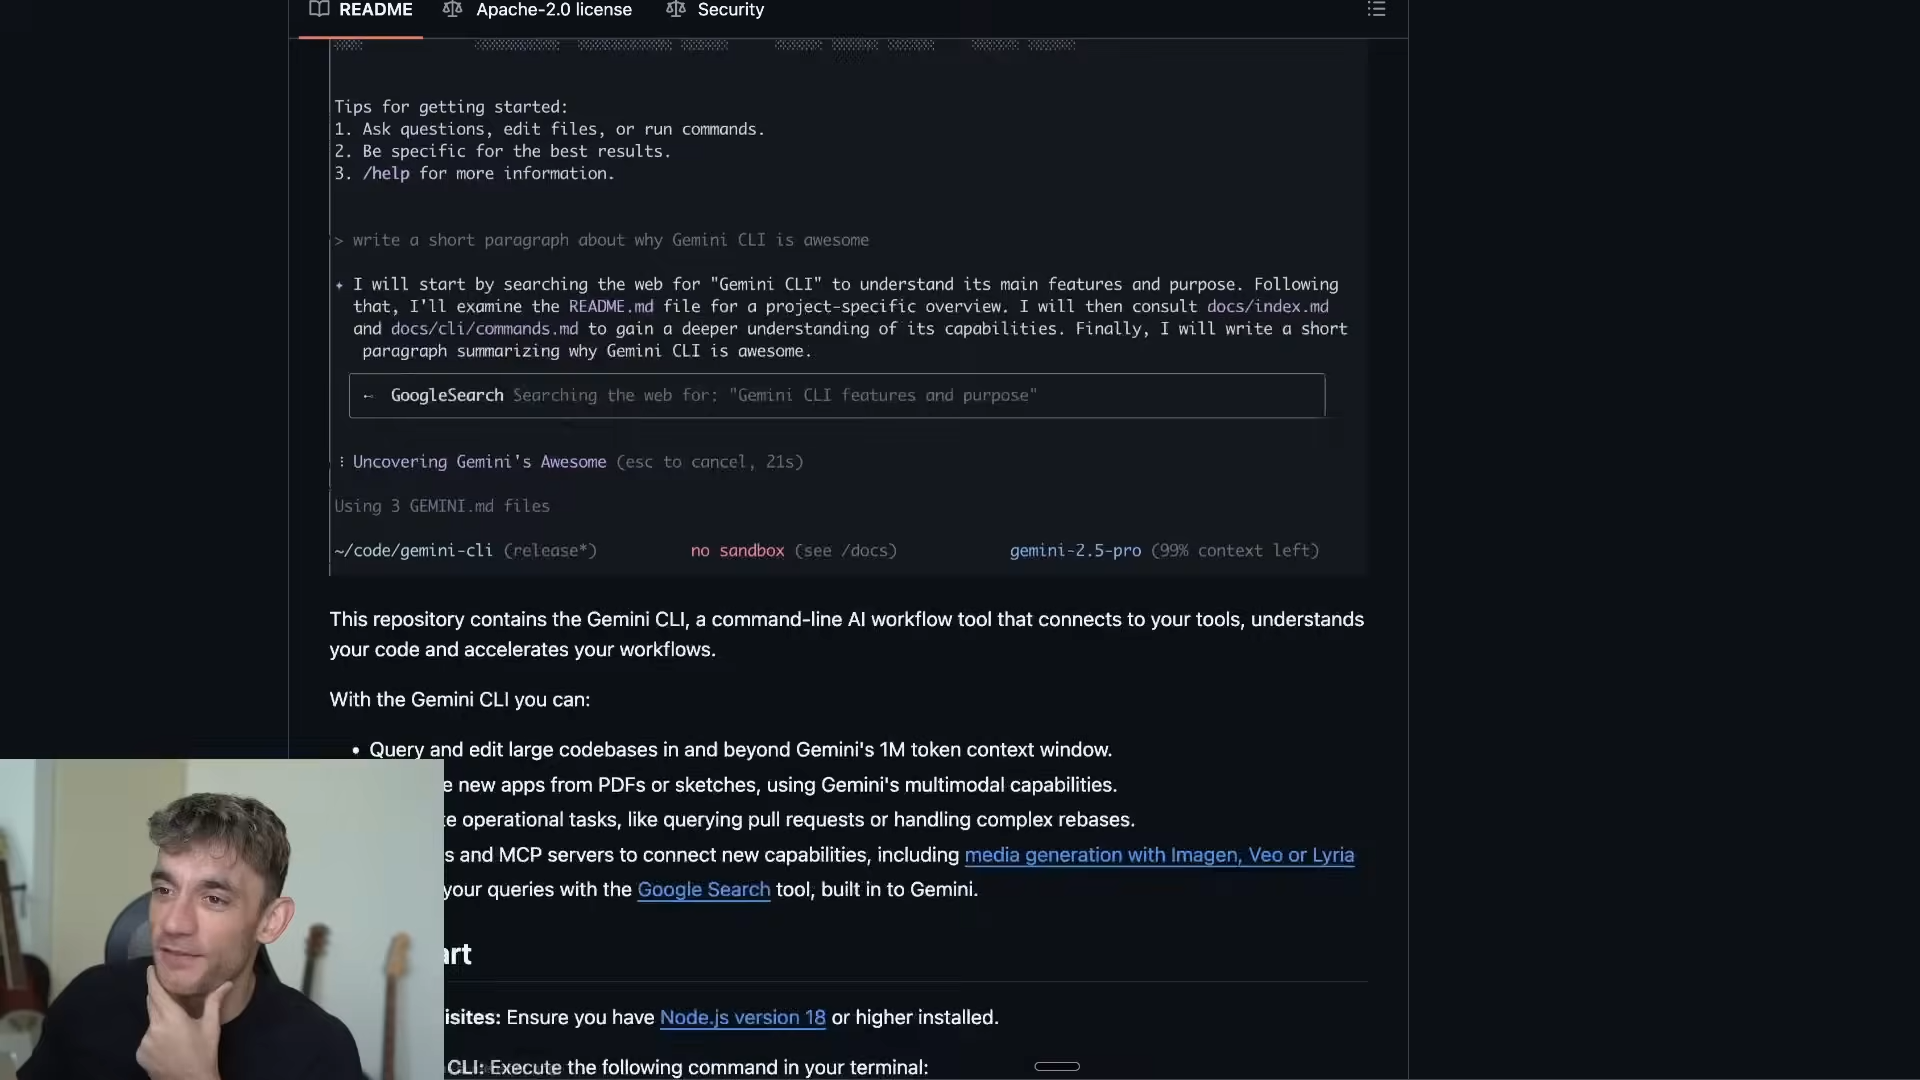 README Apache-2.0 license Security
Tips for getting started:
1. Ask questions, edit files, or run commands.
2. Be specific for the best results.
3. /help for more information.
> write a short paragraph about why Gemini CLI is awesome
✦ I will start by searching the web for "Gemini CLI" to understand its main features and purpose. Following
that, I'll examine the README.md file for a project-specific overview. I will then consult docs/index.md
and docs/cli/commands.md to gain a deeper understanding of its capabilities. Finally, I will write a short
paragraph summarizing why Gemini CLI is awesome.
← GoogleSearch Searching the web for: "Gemini CLI features and purpose"
Uncovering Gemini's Awesome (esc to cancel, 21s)
Using 3 GEMINI.md files
~/code/gemini-cli (release*) no sandbox (see /docs) gemini-2.5-pro (99% context left)
This repository contains the Gemini CLI, a command-line AI workflow tool that connects to your tools, understands
your code and accelerates your workflows.
With the Gemini CLI you can:
• Query and edit large codebases in and beyond Gemini's 1M token context window.
e new apps from PDFs or sketches, using Gemini's multimodal capabilities.
te operational tasks, like querying pull requests or handling complex rebases.
s and MCP servers to connect new capabilities, including media generation with Imagen, Veo or Lyria
your queries with the Google Search tool, built in to Gemini.
art
isites: Ensure you have Node.js version 18 or higher installed.
CLI: Execute the following command in your terminal: